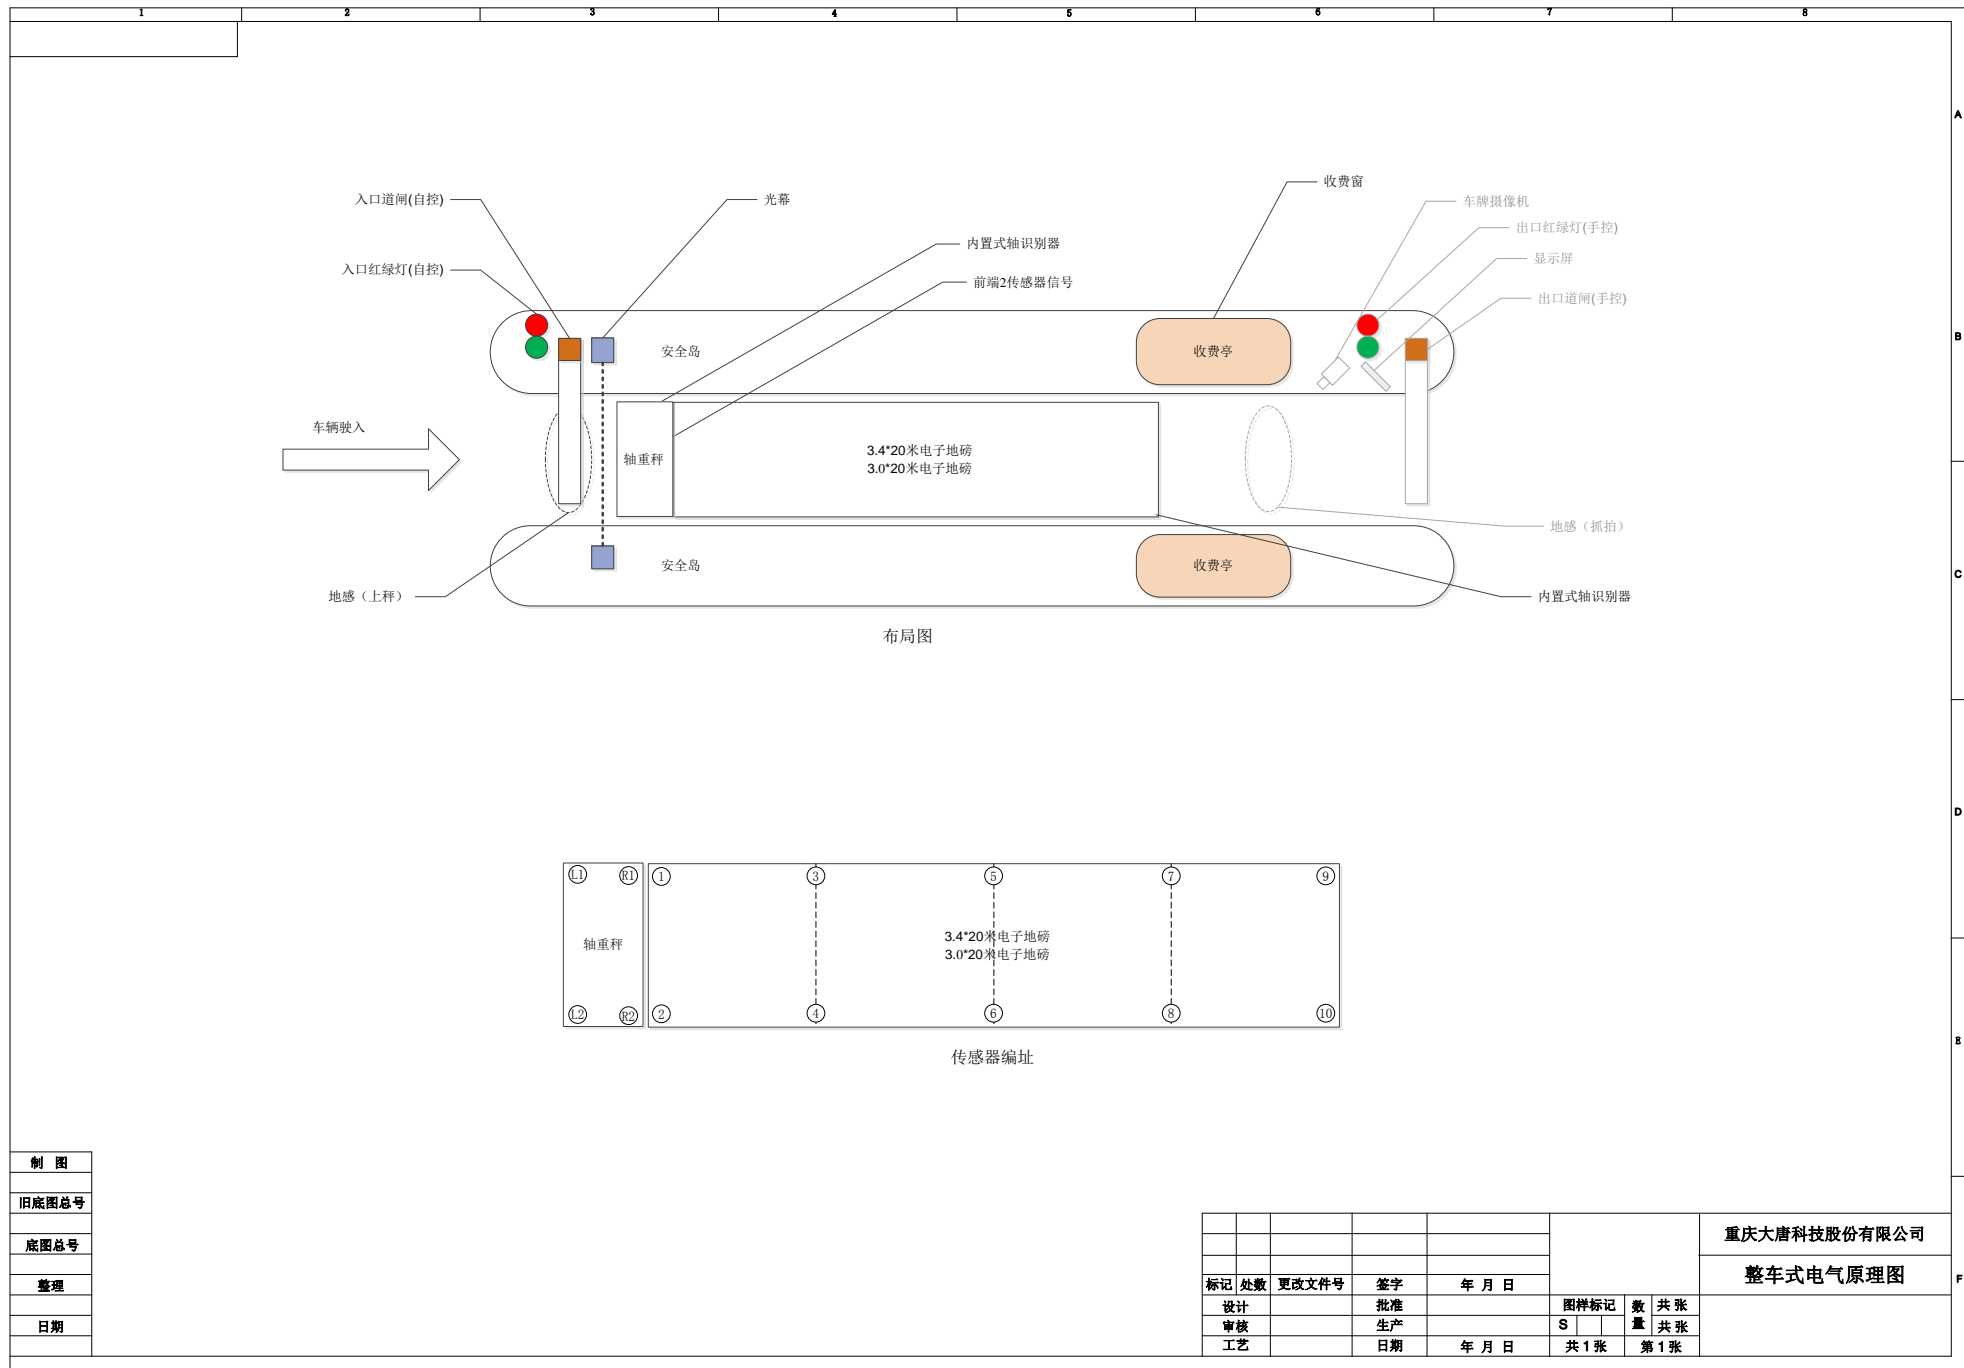 1 2 3 4 5 6 7 8
A
B
C
D
E
F
收费窗
入口道闸(自控)
光幕
车牌摄像机
出口红绿灯(手控)
内置式轴识别器
显示屏
入口红绿灯(自控)
前端2传感器信号
出口道闸(手控)
安全岛
收费亭
车辆驶入
轴重秤
3.4*20米电子地磅
3.0*20米电子地磅
地感（抓拍）
安全岛
收费亭
地感（上秤）
内置式轴识别器
布局图
L1 R1 1 3 5 7 9
轴重秤
3.4*20米电子地磅
3.0*20米电子地磅
L2 R2 2 4 6 8 10
传感器编址
制 图
旧底图总号
底图总号
整理
日期
重庆大唐科技股份有限公司
整车式电气原理图
标记 处数 更改文件号 签字 年 月 日
设计 批准 图样标记 数量 共 张
审核 生产 S 共 张
工艺 日期 年 月 日 共 1 张 第 1 张